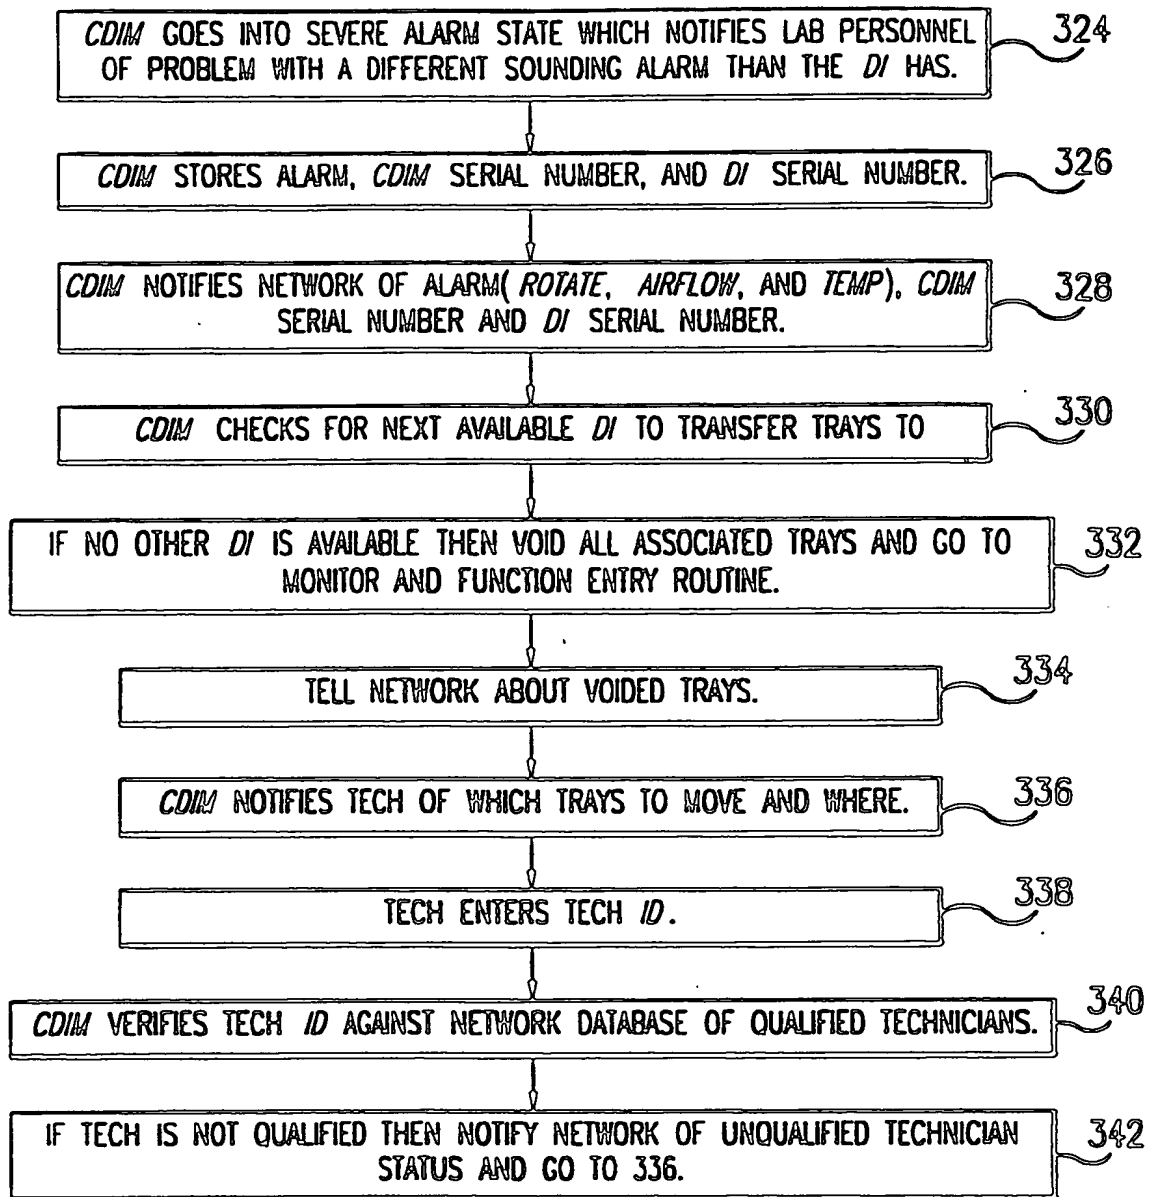 CDIM GOES INTO SEVERE ALARM STATE WHICH NOTIFIES LAB PERSONNEL
OF PROBLEM WITH A DIFFERENT SOUNDING ALARM THAN THE DI HAS.
324
CDIM STORES ALARM, CDIM SERIAL NUMBER, AND DI SERIAL NUMBER.
326
CDIM NOTIFIES NETWORK OF ALARM( ROTATE, AIRFLOW, AND TEMP), CDIM
SERIAL NUMBER AND DI SERIAL NUMBER.
328
CDIM CHECKS FOR NEXT AVAILABLE DI TO TRANSFER TRAYS TO
330
IF NO OTHER DI IS AVAILABLE THEN VOID ALL ASSOCIATED TRAYS AND GO TO
MONITOR AND FUNCTION ENTRY ROUTINE.
332
TELL NETWORK ABOUT VOIDED TRAYS.
334
CDIM NOTIFIES TECH OF WHICH TRAYS TO MOVE AND WHERE.
336
TECH ENTERS TECH ID.
338
CDIM VERIFIES TECH ID AGAINST NETWORK DATABASE OF QUALIFIED TECHNICIANS.
340
IF TECH IS NOT QUALIFIED THEN NOTIFY NETWORK OF UNQUALIFIED TECHNICIAN
STATUS AND GO TO 336.
342